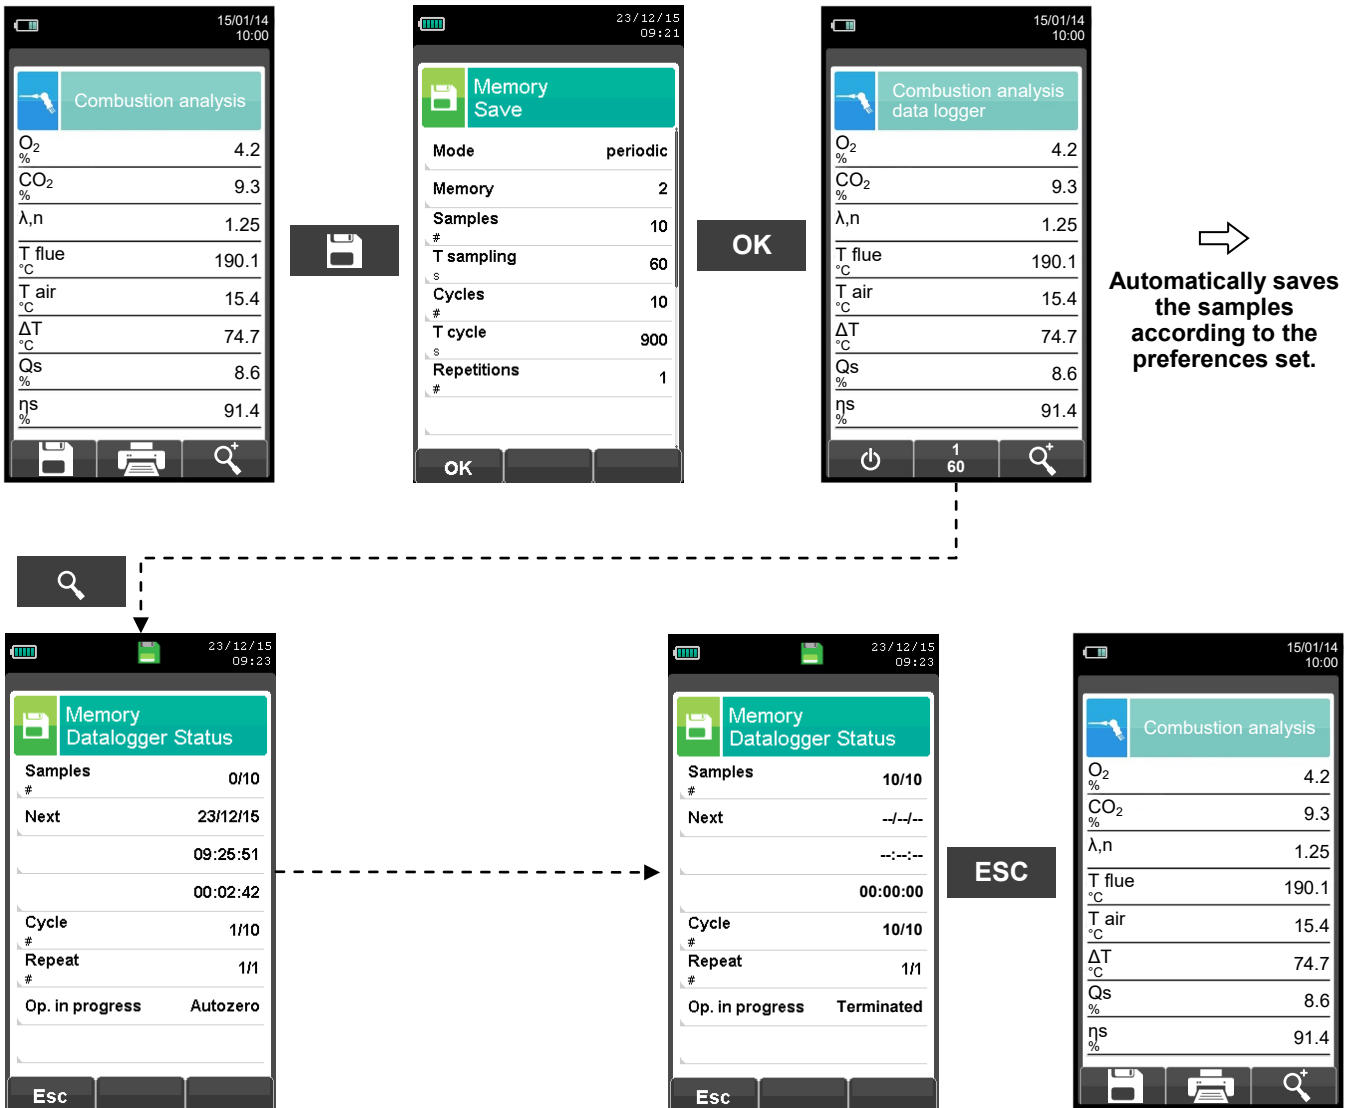 15/01/14
10:00
Combustion analysis
O2
%
4.2
CO2
%
9.3
λ,n
1.25
T flue
°C
190.1
T air
°C
15.4
ΔT
°C
74.7
Qs
%
8.6
ηs
%
91.4
23/12/15
09:21
Memory
Save
Mode periodic
Memory 2
Samples
#
10
T sampling
s
60
Cycles
#
10
T cycle
s
900
Repetitions
#
1
OK
OK
15/01/14
10:00
Combustion analysis
data logger
O2
%
4.2
CO2
%
9.3
λ,n
1.25
T flue
°C
190.1
T air
°C
15.4
ΔT
°C
74.7
Qs
%
8.6
ηs
%
91.4
1
60
Automatically saves
the samples
according to the
preferences set.
23/12/15
09:23
Memory
Datalogger Status
Samples
#
0/10
Next 23/12/15
09:25:51
00:02:42
Cycle
#
1/10
Repeat
#
1/1
Op. in progress Autozero
Esc
23/12/15
09:23
Memory
Datalogger Status
Samples
#
10/10
Next --/--/--
--:--:--
00:00:00
Cycle
#
10/10
Repeat
#
1/1
Op. in progress Terminated
Esc
ESC
15/01/14
10:00
Combustion analysis
O2
%
4.2
CO2
%
9.3
λ,n
1.25
T flue
°C
190.1
T air
°C
15.4
ΔT
°C
74.7
Qs
%
8.6
ηs
%
91.4